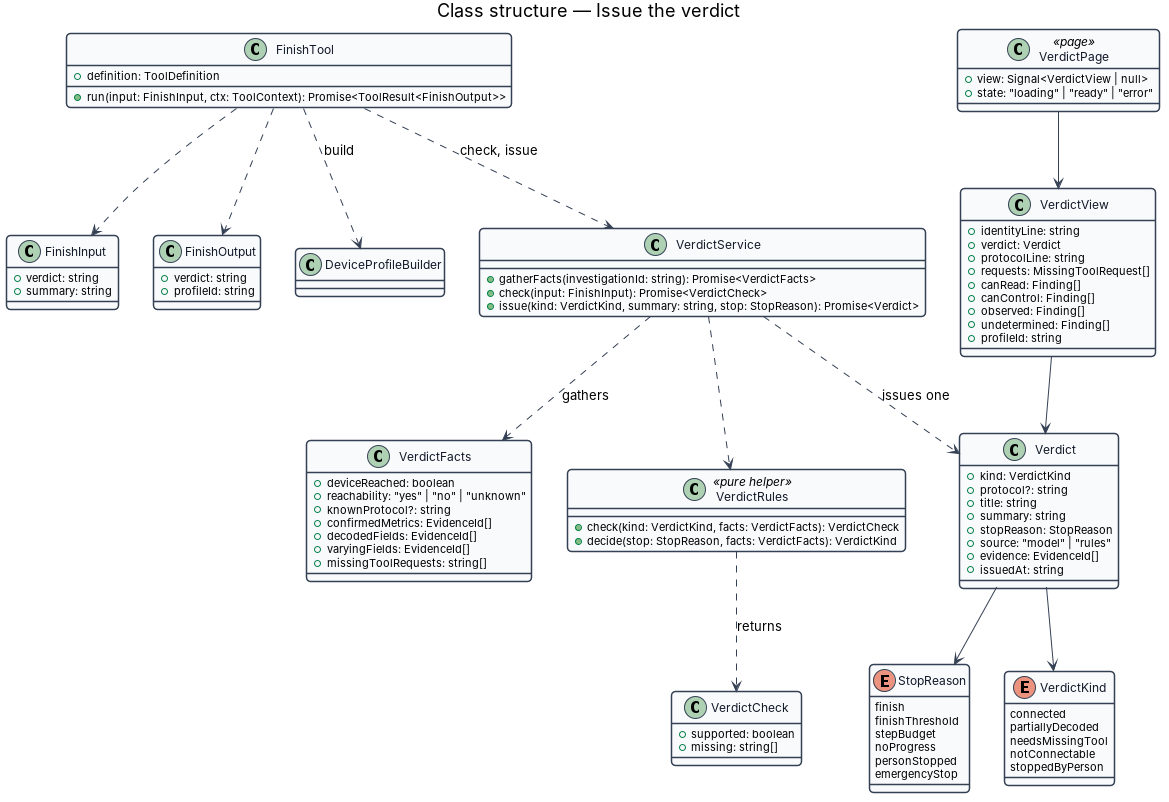 Class structure — Issue the verdict
C FinishTool
definition: ToolDefinition
run(input: FinishInput, ctx: ToolContext): Promise<ToolResult<FinishOutput>>
«page»
C VerdictPage
view: Signal<VerdictView | null>
state: "loading" | "ready" | "error"
build
check, issue
C FinishInput
verdict: string
summary: string
C FinishOutput
verdict: string
profileId: string
C DeviceProfileBuilder
C VerdictService
gatherFacts(investigationId: string): Promise<VerdictFacts>
check(input: FinishInput): Promise<VerdictCheck>
issue(kind: VerdictKind, summary: string, stop: StopReason): Promise<Verdict>
C VerdictView
identityLine: string
verdict: Verdict
protocolLine: string
requests: MissingToolRequest[]
canRead: Finding[]
canControl: Finding[]
observed: Finding[]
undetermined: Finding[]
profileId: string
gathers
issues one
C VerdictFacts
deviceReached: boolean
reachability: "yes" | "no" | "unknown"
knownProtocol?: string
confirmedMetrics: EvidenceId[]
decodedFields: EvidenceId[]
varyingFields: EvidenceId[]
missingToolRequests: string[]
«pure helper»
C VerdictRules
check(kind: VerdictKind, facts: VerdictFacts): VerdictCheck
decide(stop: StopReason, facts: VerdictFacts): VerdictKind
C Verdict
kind: VerdictKind
protocol?: string
title: string
summary: string
stopReason: StopReason
source: "model" | "rules"
evidence: EvidenceId[]
issuedAt: string
returns
C VerdictCheck
supported: boolean
missing: string[]
E StopReason
finish
finishThreshold
stepBudget
noProgress
personStopped
emergencyStop
E VerdictKind
connected
partiallyDecoded
needsMissingTool
notConnectable
stoppedByPerson